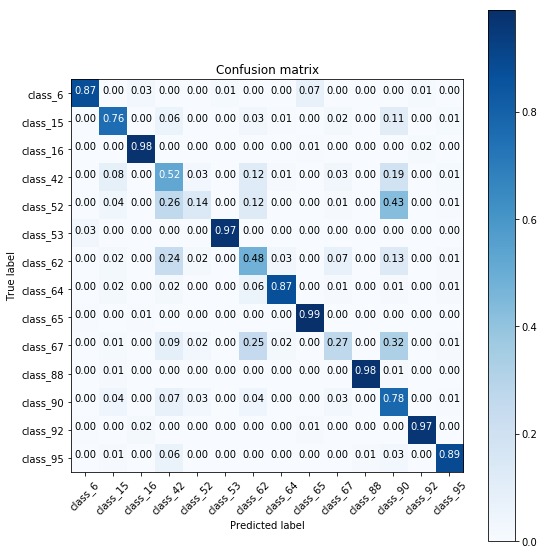 Confusion matrix
class_6 0.87 0.00 0.03 0.00 0.00 0.01 0.00 0.00 0.07 0.00 0.00 0.00 0.01 0.00
class_15 0.00 0.76 0.00 0.06 0.00 0.00 0.03 0.01 0.00 0.02 0.00 0.11 0.00 0.01
class_16 0.00 0.00 0.98 0.00 0.00 0.00 0.00 0.00 0.01 0.00 0.00 0.00 0.02 0.00
class_42 0.00 0.08 0.00 0.52 0.03 0.00 0.12 0.01 0.00 0.03 0.00 0.19 0.00 0.01
class_52 0.00 0.04 0.00 0.26 0.14 0.00 0.12 0.00 0.00 0.01 0.00 0.43 0.00 0.01
class_53 0.03 0.00 0.00 0.00 0.00 0.97 0.00 0.00 0.00 0.00 0.00 0.00 0.00 0.00
class_62 0.00 0.02 0.00 0.24 0.02 0.00 0.48 0.03 0.00 0.07 0.00 0.13 0.00 0.01
class_64 0.00 0.02 0.00 0.02 0.00 0.00 0.06 0.87 0.00 0.01 0.00 0.01 0.00 0.01
class_65 0.00 0.00 0.01 0.00 0.00 0.00 0.00 0.00 0.99 0.00 0.00 0.00 0.00 0.00
class_67 0.00 0.01 0.00 0.09 0.02 0.00 0.25 0.02 0.00 0.27 0.00 0.32 0.00 0.01
class_88 0.00 0.01 0.00 0.00 0.00 0.00 0.00 0.00 0.00 0.00 0.98 0.01 0.00 0.00
class_90 0.00 0.04 0.00 0.07 0.03 0.00 0.04 0.00 0.00 0.03 0.00 0.78 0.00 0.01
class_92 0.00 0.00 0.02 0.00 0.00 0.00 0.00 0.00 0.01 0.00 0.00 0.00 0.97 0.00
class_95 0.00 0.01 0.00 0.06 0.00 0.00 0.00 0.00 0.00 0.00 0.01 0.03 0.00 0.89
class_6 class_15 class_16 class_42 class_52 class_53 class_62 class_64 class_65 class_67 class_88 class_90 class_92 class_95
True label
Predicted label
0.8
0.6
0.4
0.2
0.0